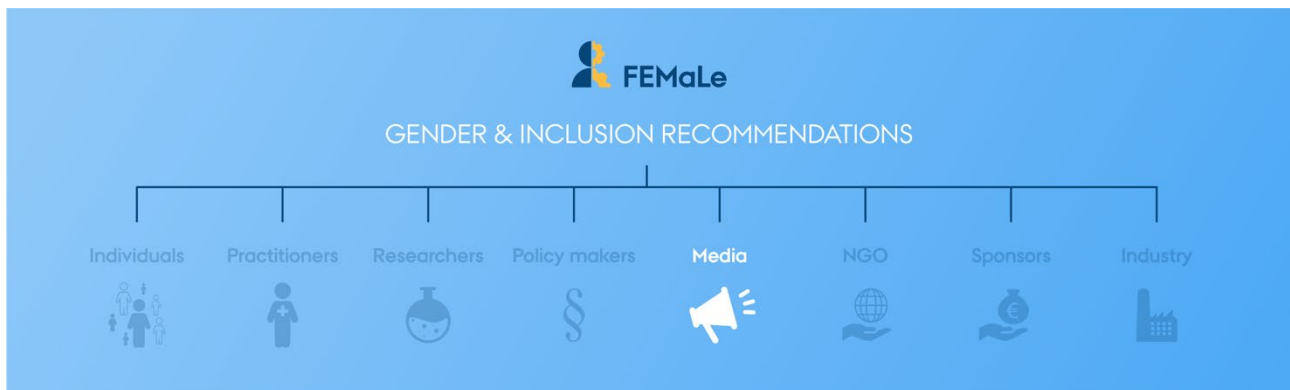 FEMaLe
GENDER & INCLUSION RECOMMENDATIONS
Individuals Practitioners Researchers Policy makers Media NGO Sponsors Industry
§
€